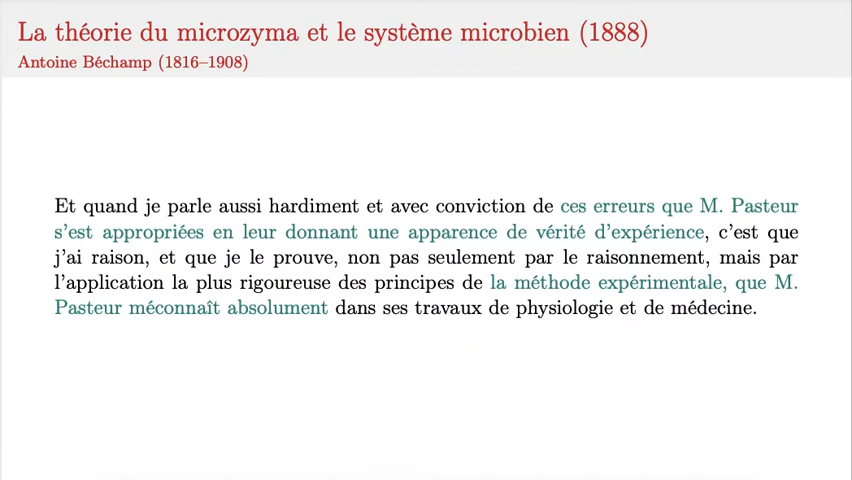 La théorie du microzyma et le système microbien (1888)
Antoine Béchamp (1816–1908)
Et quand je parle aussi hardiment et avec conviction de ces erreurs que M. Pasteur
s'est appropriées en leur donnant une apparence de vérité d'expérience, c'est que
j'ai raison, et que je le prouve, non pas seulement par le raisonnement, mais par
l'application la plus rigoureuse des principes de la méthode expérimentale, que M.
Pasteur méconnaît absolument dans ses travaux de physiologie et de médecine.